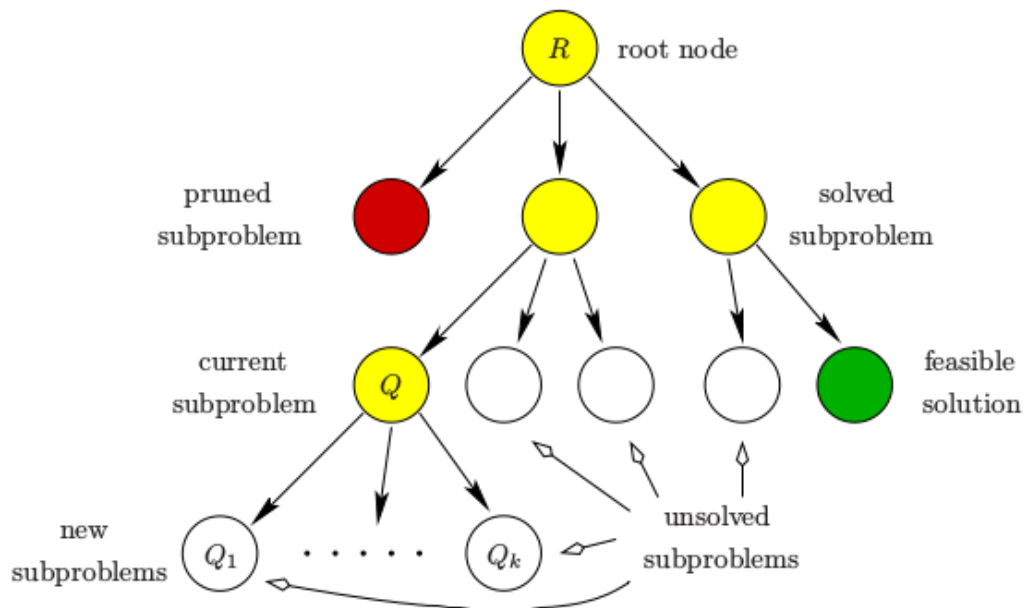 R
root node
pruned
subproblem
solved
subproblem
current
subproblem
Q
feasible
solution
new
subproblems
Q1
. . . . .
Qk
unsolved
subproblems